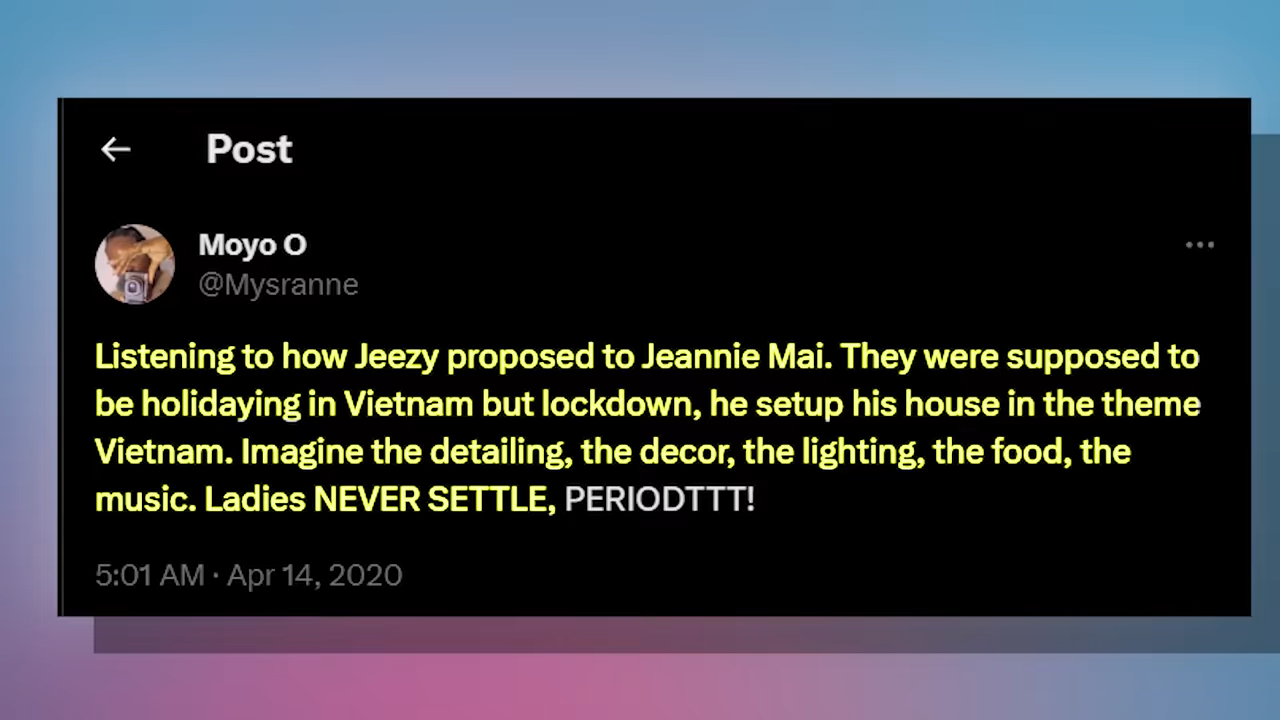 Post
Moyo O
@Mysranne
Listening to how Jeezy proposed to Jeannie Mai. They were supposed to
be holidaying in Vietnam but lockdown, he setup his house in the theme
Vietnam. Imagine the detailing, the decor, the lighting, the food, the
music. Ladies NEVER SETTLE, PERIODTTT!
5:01 AM · Apr 14, 2020